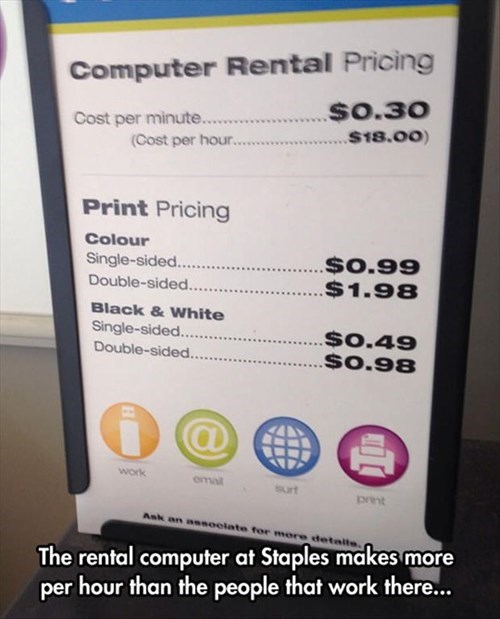 Computer Rental Pricing
Cost per minute....................$0.30
(Cost per hour....................$18.00)
Print Pricing
Colour
Single-sided.........................$0.99
Double-sided.......................$1.98
Black & White
Single-sided.........................$0.49
Double-sided.......................$0.98
work email surf print
Ask an associate for more details.
The rental computer at Staples makes more
per hour than the people that work there...